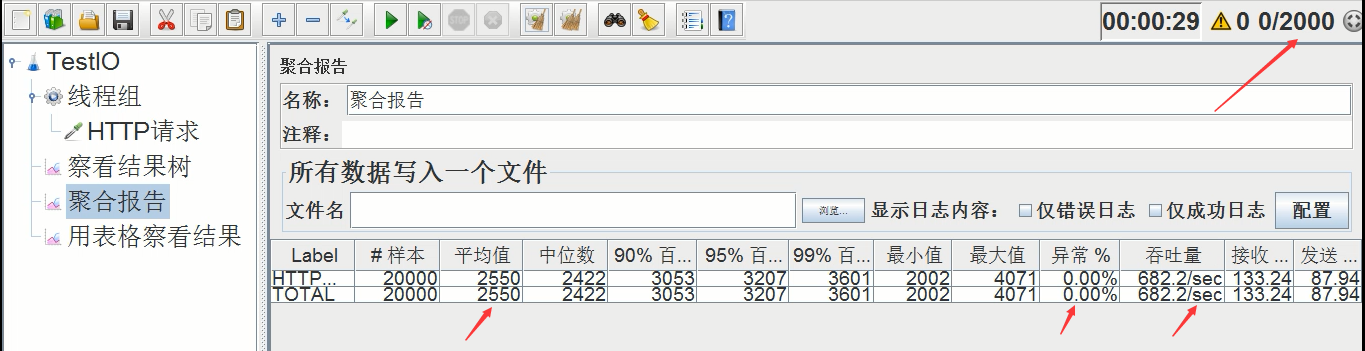 00:00:29 0 0/2000
TestIO
线程组
HTTP请求
察看结果树
聚合报告
用表格察看结果
聚合报告
名称： 聚合报告
注释：
所有数据写入一个文件
文件名 浏览... 显示日志内容： 仅错误日志 仅成功日志 配置
Label # 样本 平均值 中位数 90% 百... 95% 百... 99% 百... 最小值 最大值 异常 % 吞吐量 接收 ... 发送 ...
HTTP... 20000 2550 2422 3053 3207 3601 2002 4071 0.00% 682.2/sec 133.24 87.94
TOTAL 20000 2550 2422 3053 3207 3601 2002 4071 0.00% 682.2/sec 133.24 87.94